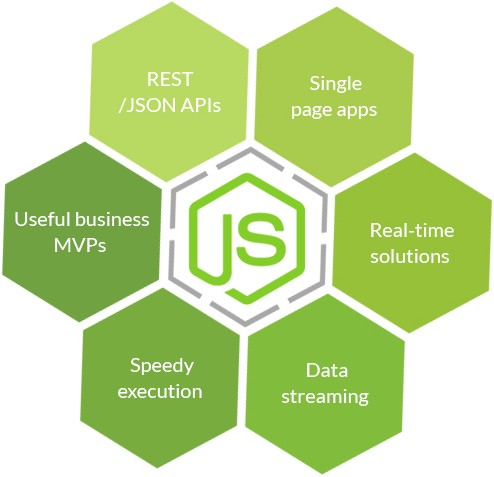 REST
/JSON APIs
Single
page apps
Useful business
MVPs
JS
Real-time
solutions
Speedy
execution
Data
streaming